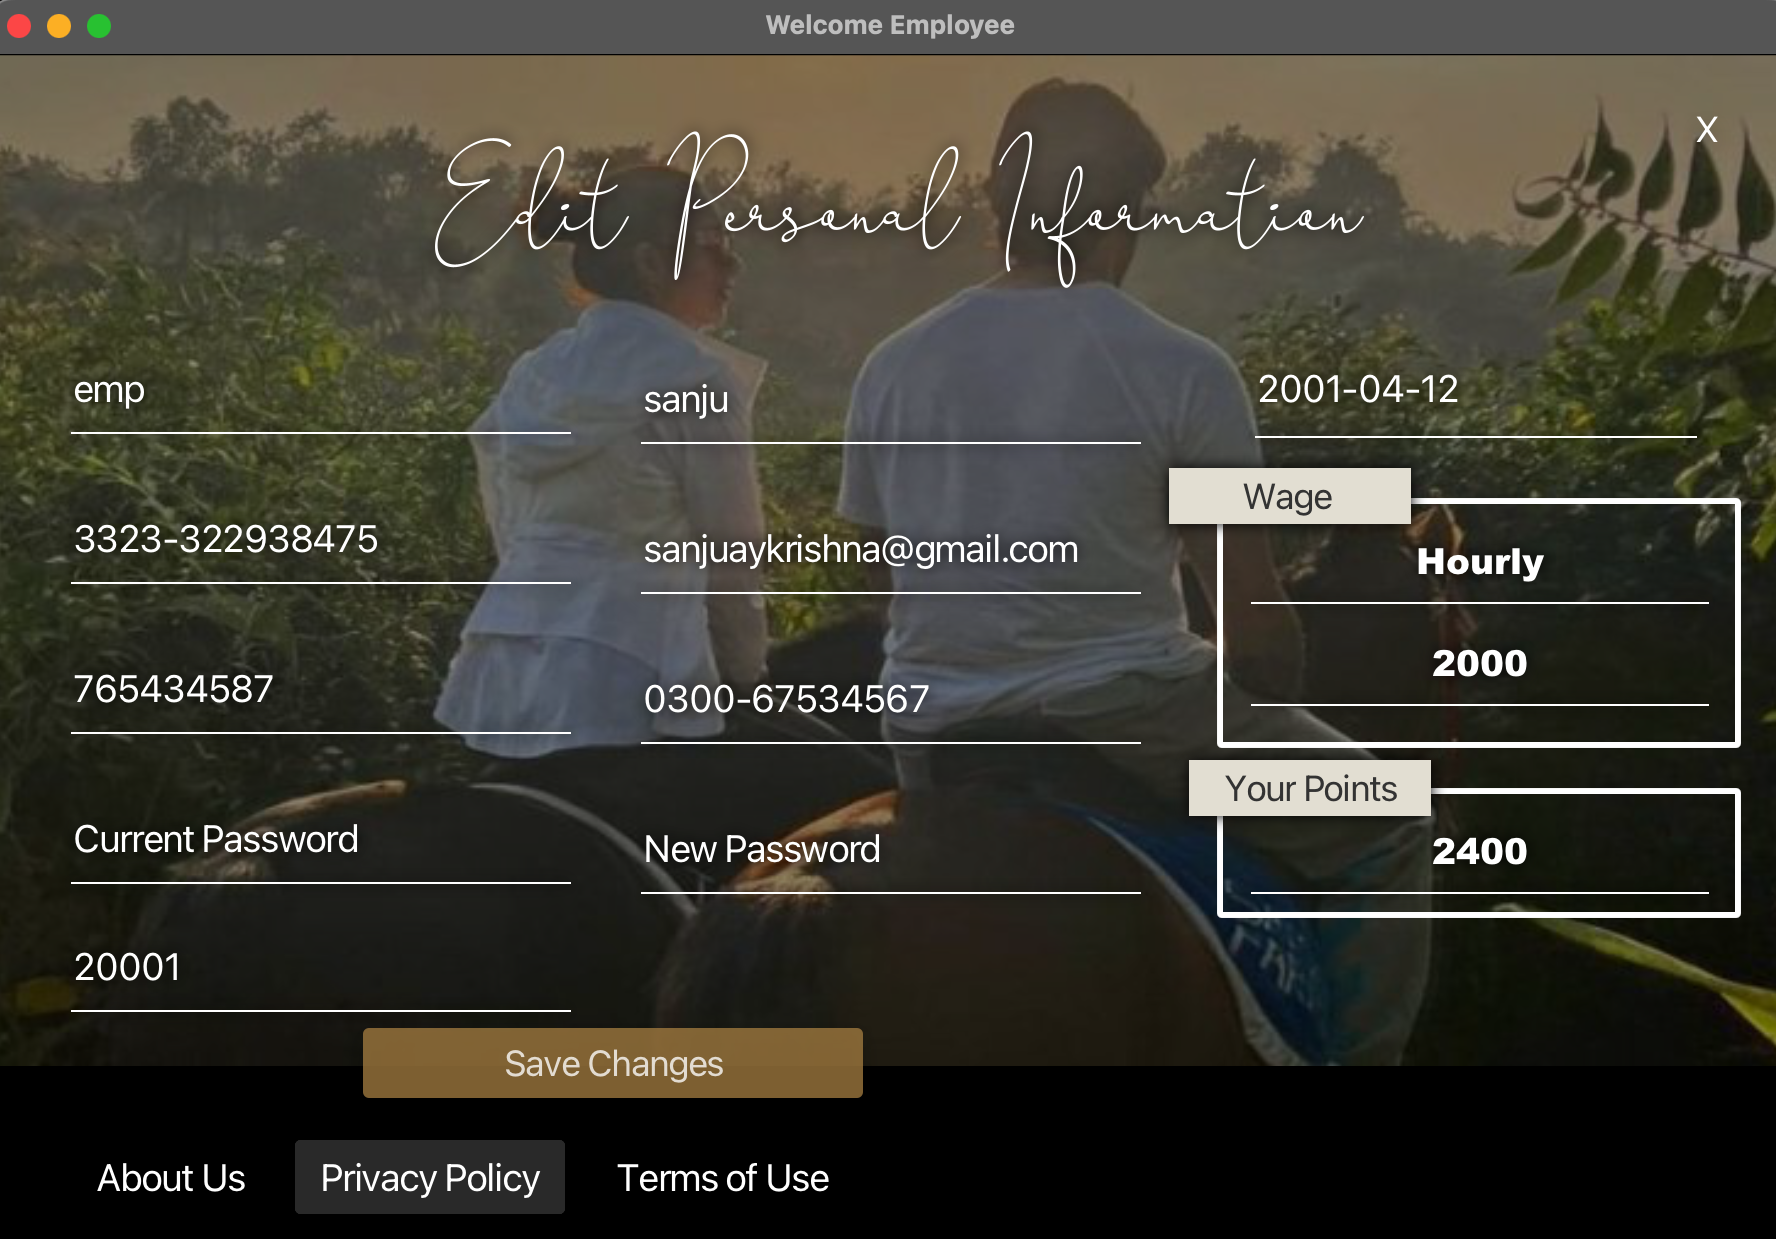 Welcome Employee
X
Edit Personal Information
emp
sanju
2001-04-12
Wage
3323-322938475
sanjuaykrishna@gmail.com
Hourly
2000
765434587
0300-67534567
Your Points
Current Password
New Password
2400
20001
Save Changes
About Us
Privacy Policy
Terms of Use